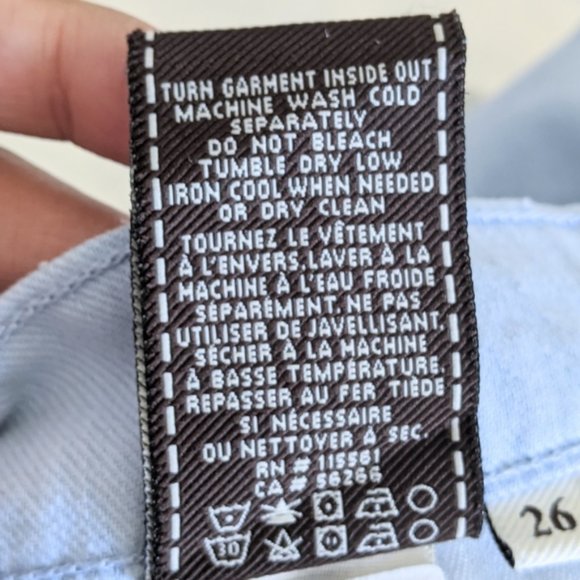 TURN GARMENT INSIDE OUT
MACHINE WASH COLD
SEPARATELY
DO NOT BLEACH
TUMBLE DRY LOW
IRON COOL WHEN NEEDED
OR DRY CLEAN
TOURNEZ LE VÊTEMENT
À L'ENVERS. LAVER À LA
MACHINE À L'EAU FROIDE
SÉPARÉMENT. NE PAS
UTILISER DE JAVELLISANT.
SÉCHER À LA MACHINE
À BASSE TEMPÉRATURE.
REPASSER AU FER TIÈDE
SI NÉCESSAIRE
OU NETTOYER À SEC.
RN # 115561
CA # 56266
30
26